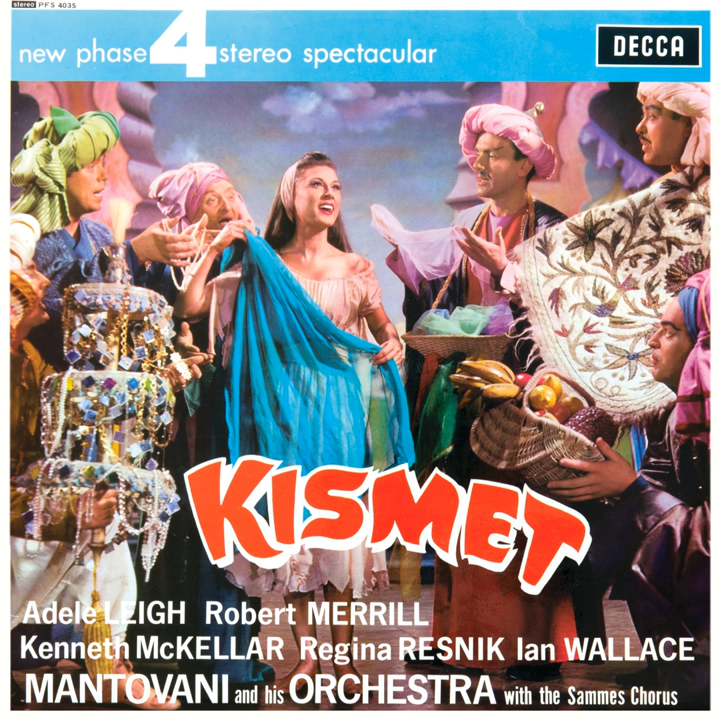 stereo PFS 4035
new phase 4 stereo spectacular
DECCA
KISMET
Adele LEIGH Robert MERRILL
Kenneth McKELLAR Regina RESNIK Ian WALLACE
MANTOVANI and his ORCHESTRA with the Sammes Chorus